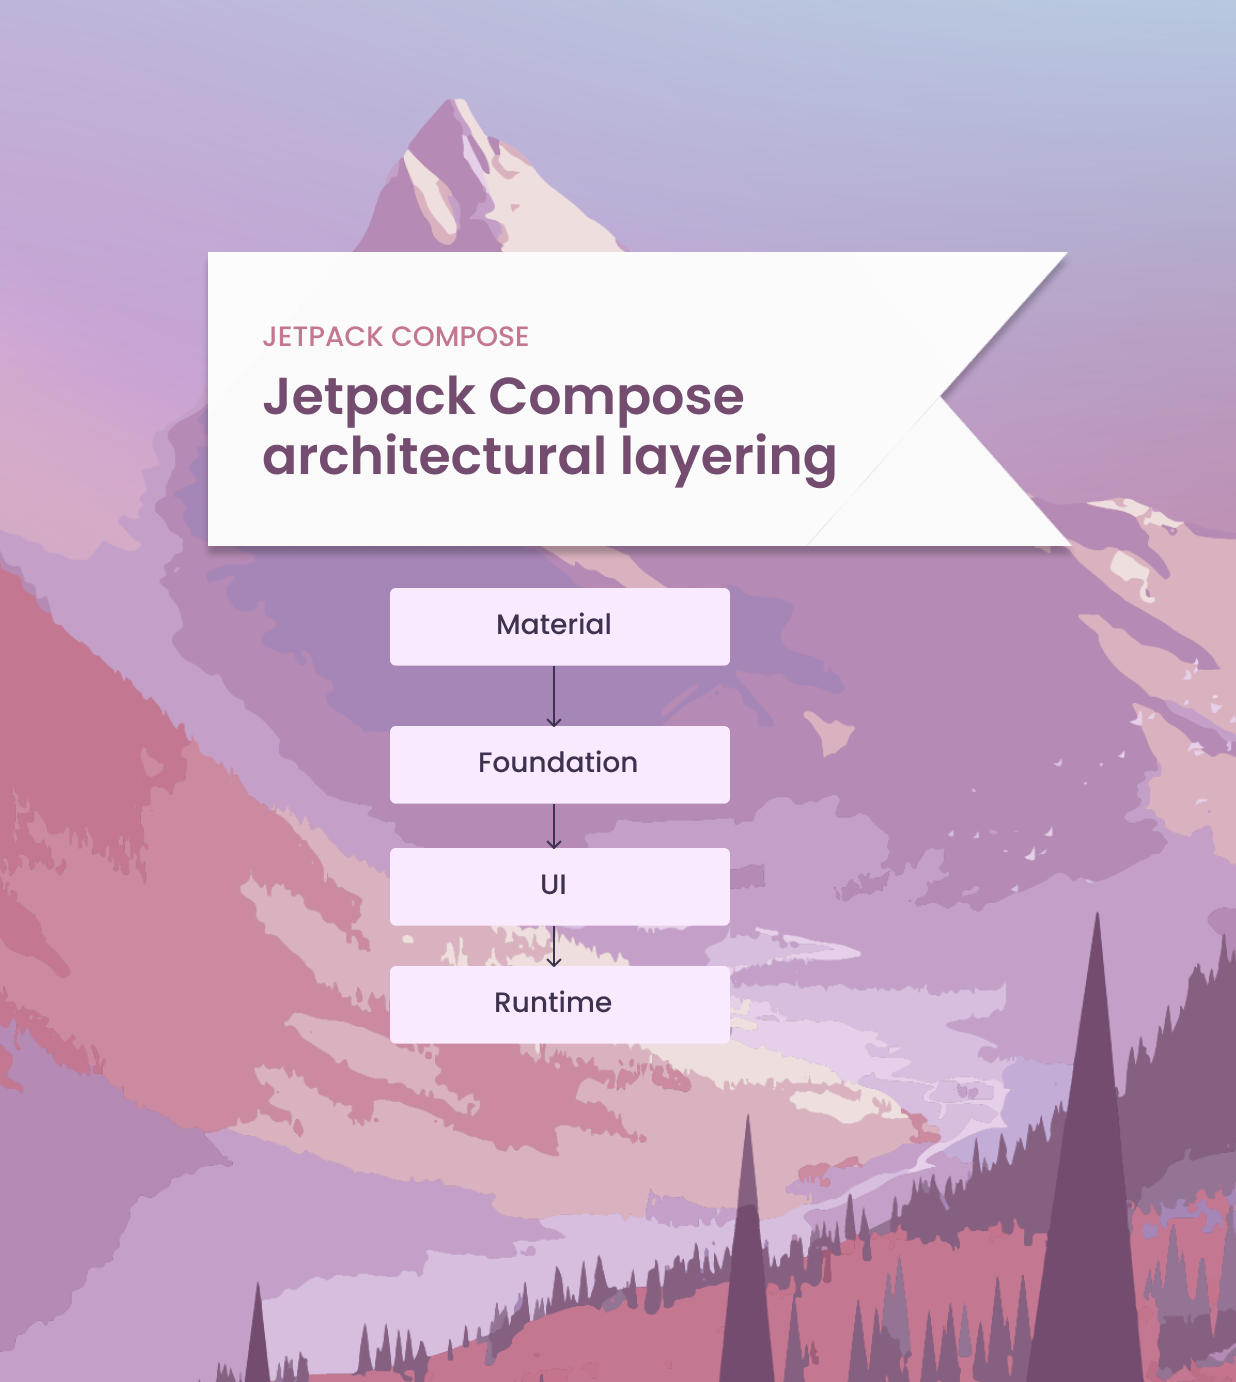 JETPACK COMPOSE
Jetpack Compose
architectural layering
Material
Foundation
UI
Runtime